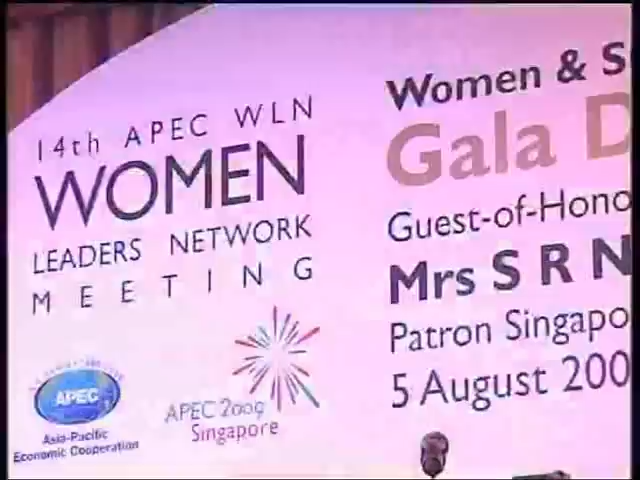 14th APEC WLN
WOMEN
LEADERS NETWORK
MEETING
APEC
Asia-Pacific
Economic Cooperation
APEC 2009
Singapore
Women & S
Gala D
Guest-of-Hono
Mrs S R N
Patron Singapo
5 August 200